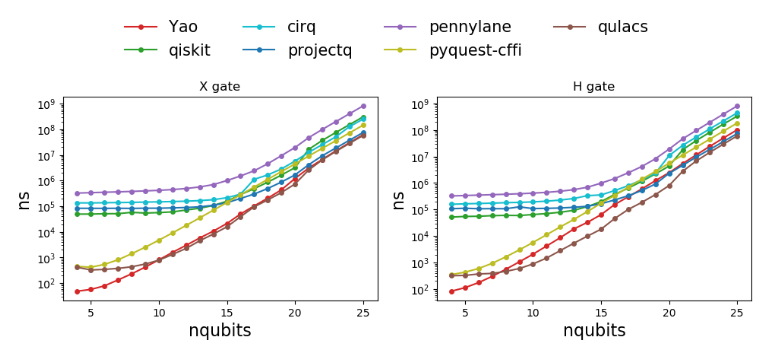 Yao cirq pennylane qulacs
qiskit projectq pyquest-cffi
X gate H gate
10⁹ 10⁹
10⁸ 10⁸
10⁷ 10⁷
10⁶ 10⁶
ns ns
10⁵ 10⁵
10⁴ 10⁴
10³ 10³
10² 10²
5 10 15 20 25 5 10 15 20 25
nqubits nqubits